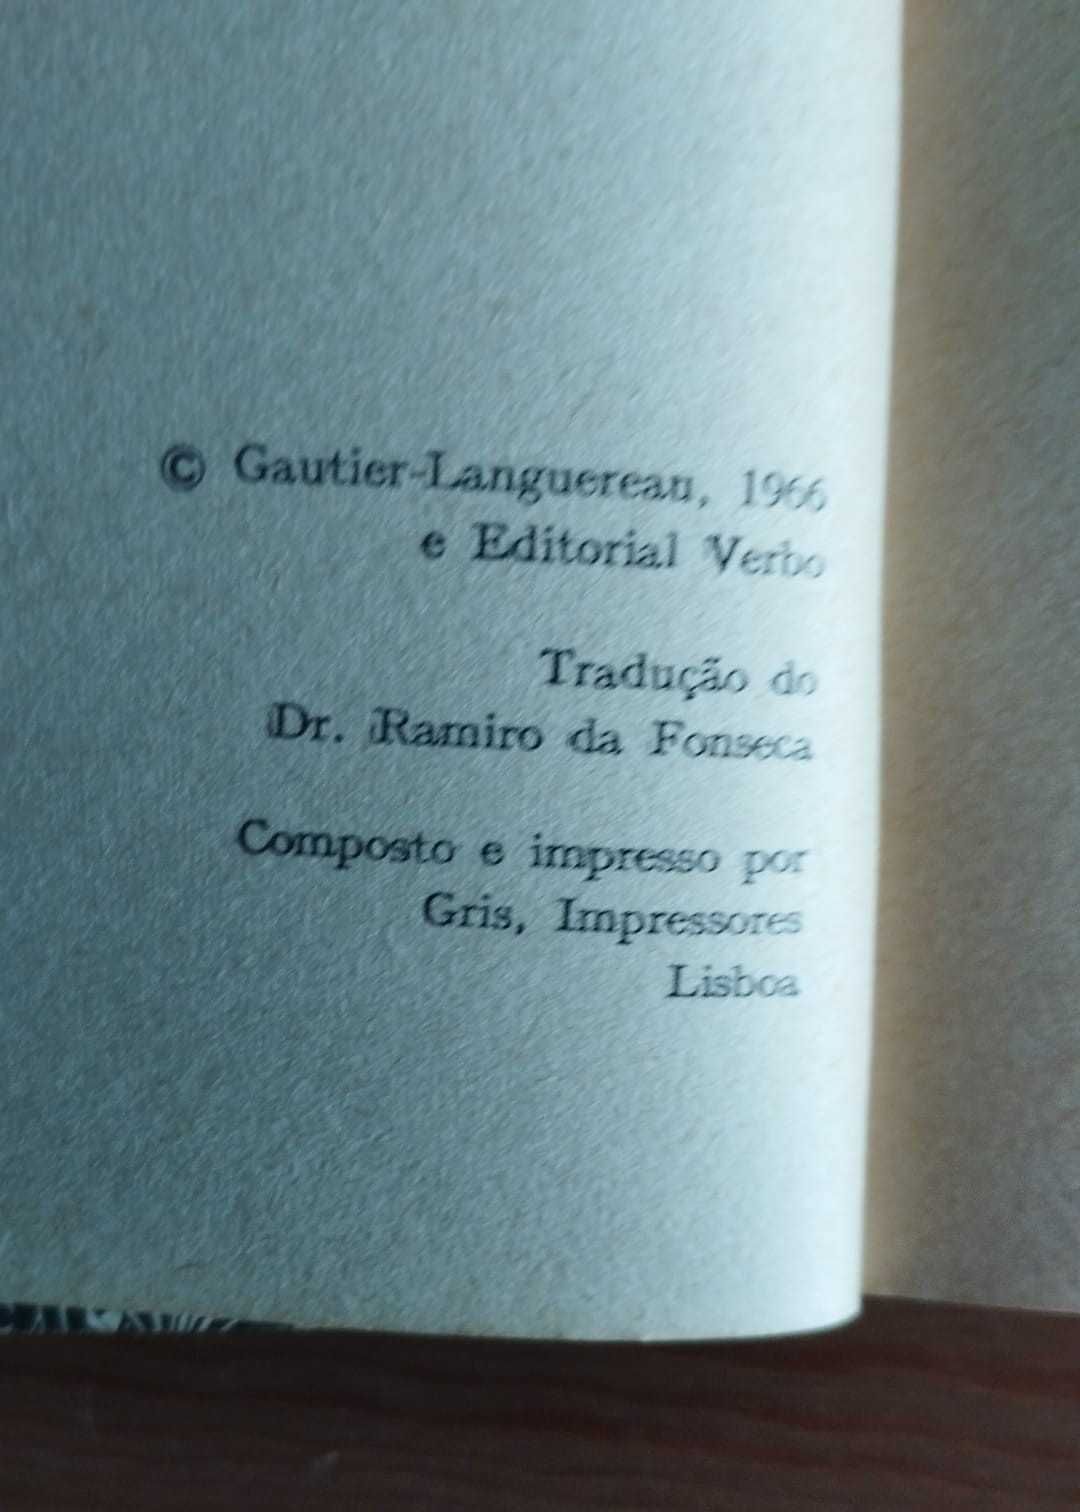 © Gautier-Languereau, 1966
e Editorial Verbo
Tradução do
Dr. Ramiro da Fonseca
Composto e impresso por
Gris, Impressores
Lisboa